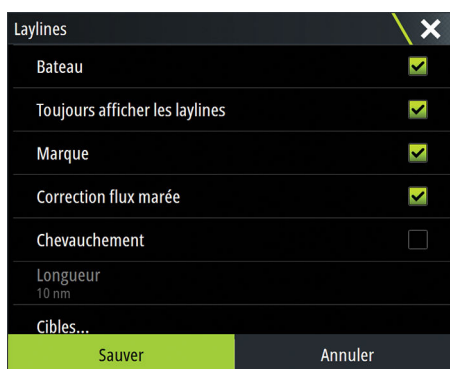 Laylines
Bateau
Toujours afficher les laylines
Marque
Correction flux marée
Chevauchement
Longueur
10 nm
Cibles...
Sauver
Annuler